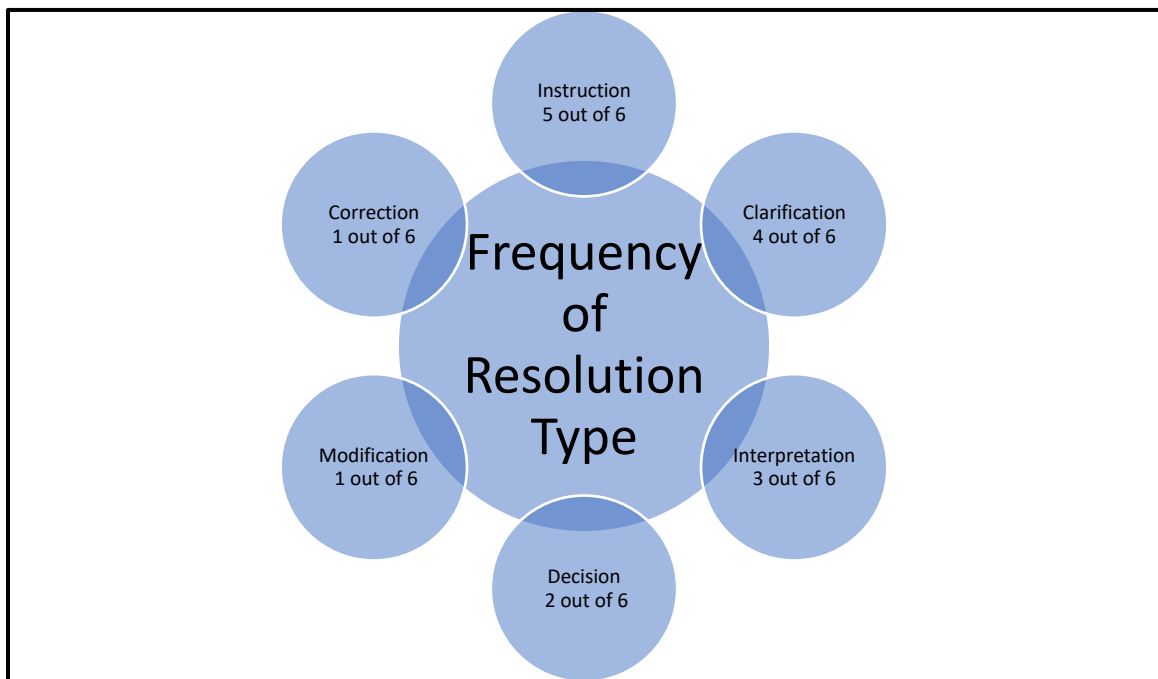 Instruction
5 out of 6
Clarification
4 out of 6
Interpretation
3 out of 6
Decision
2 out of 6
Modification
1 out of 6
Correction
1 out of 6
Frequency
of
Resolution
Type